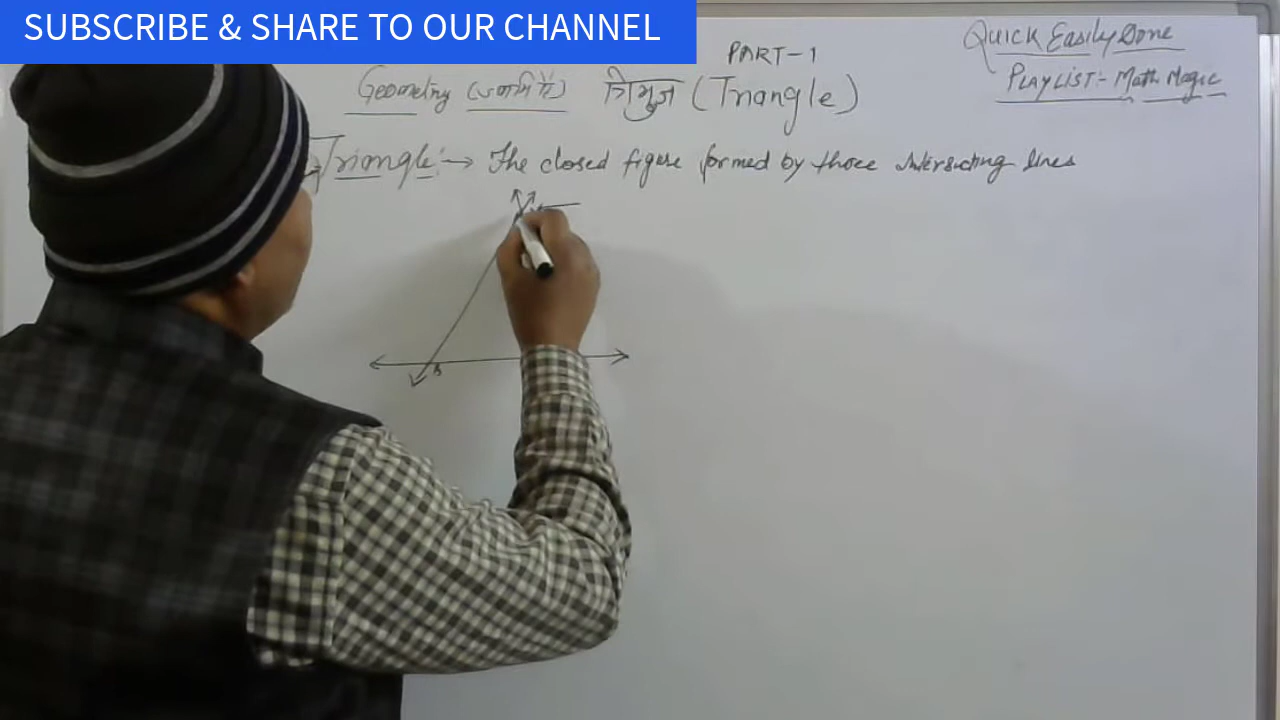 SUBSCRIBE & SHARE TO OUR CHANNEL
PART-1
Quick Easily Done
PLAYLIST:- Math Magic
Geometry (ज्यामिति) त्रिभुज (Triangle)
Triangle:→ The closed figure formed by three intersecting lines
B